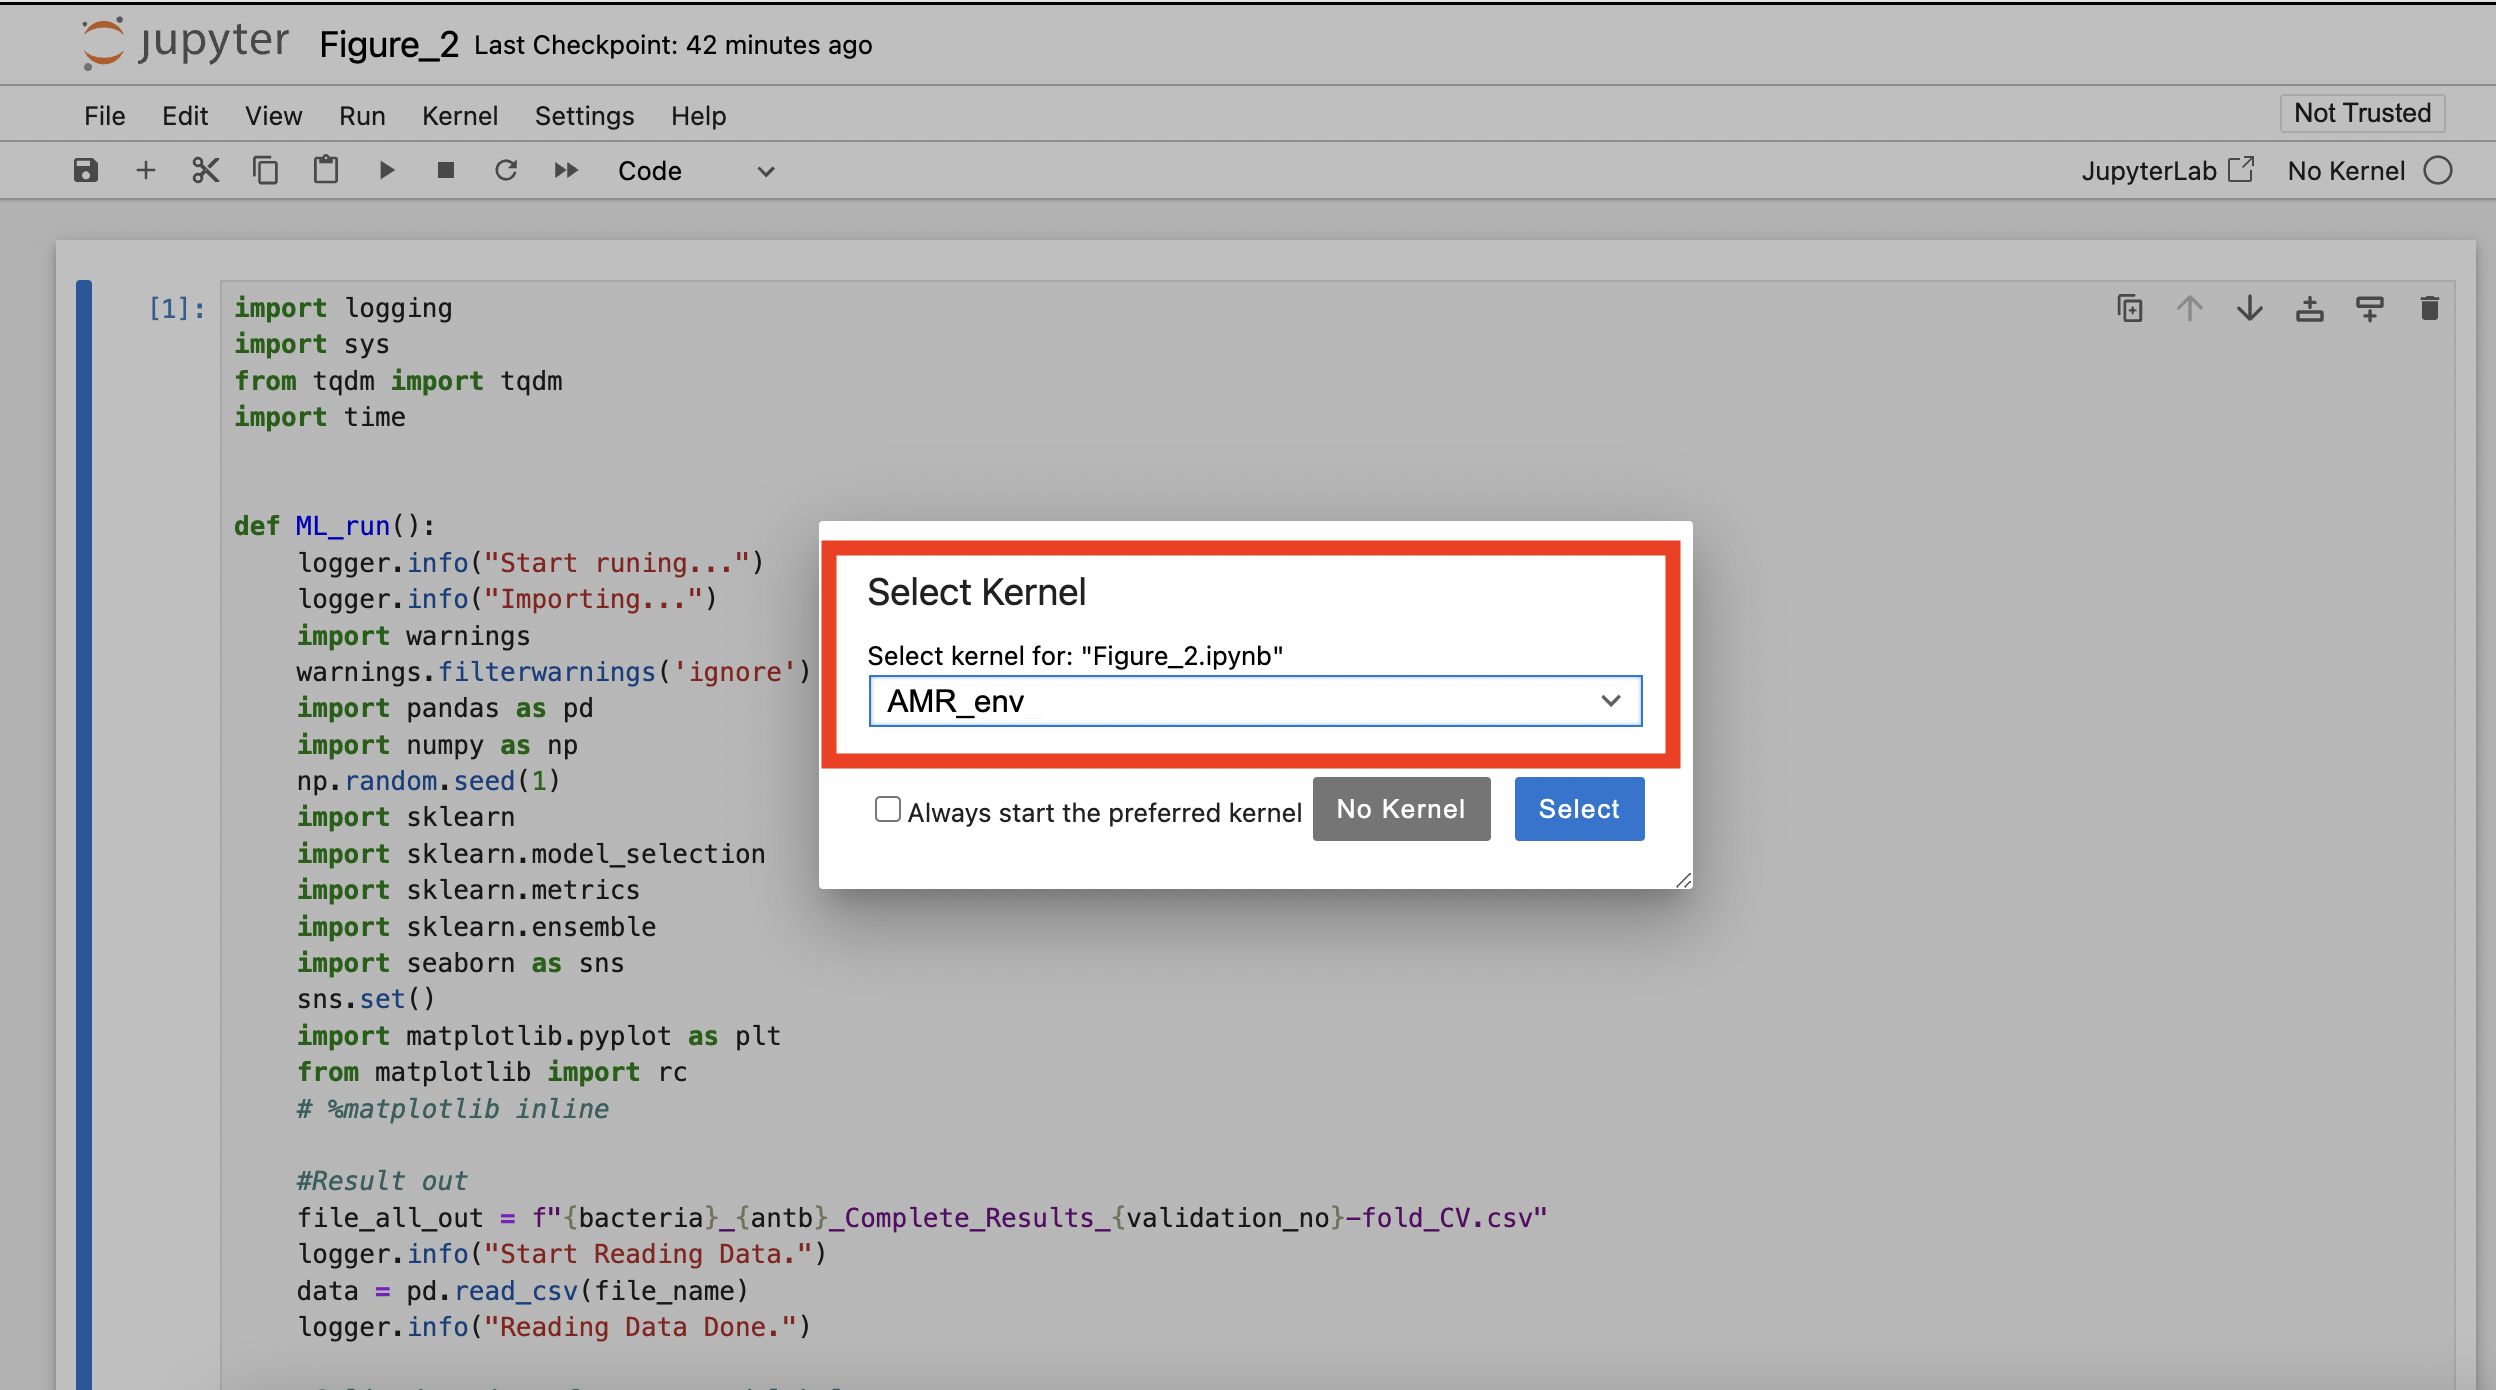 jupyter Figure_2 Last Checkpoint: 42 minutes ago
File Edit View Run Kernel Settings Help Not Trusted
Code JupyterLab No Kernel
[1]: import logging
import sys
from tqdm import tqdm
import time
def ML_run():
logger.info("Start runing...")
logger.info("Importing...")
import warnings
warnings.filterwarnings('ignore')
import pandas as pd
import numpy as np
np.random.seed(1)
import sklearn
import sklearn.model_selection
import sklearn.metrics
import sklearn.ensemble
import seaborn as sns
sns.set()
import matplotlib.pyplot as plt
from matplotlib import rc
# %matplotlib inline
#Result out
file_all_out = f"{bacteria}_{antb}_Complete_Results_{validation_no}-fold_CV.csv"
logger.info("Start Reading Data.")
data = pd.read_csv(file_name)
logger.info("Reading Data Done.")
Select Kernel
Select kernel for: "Figure_2.ipynb"
AMR_env
Always start the preferred kernel No Kernel Select